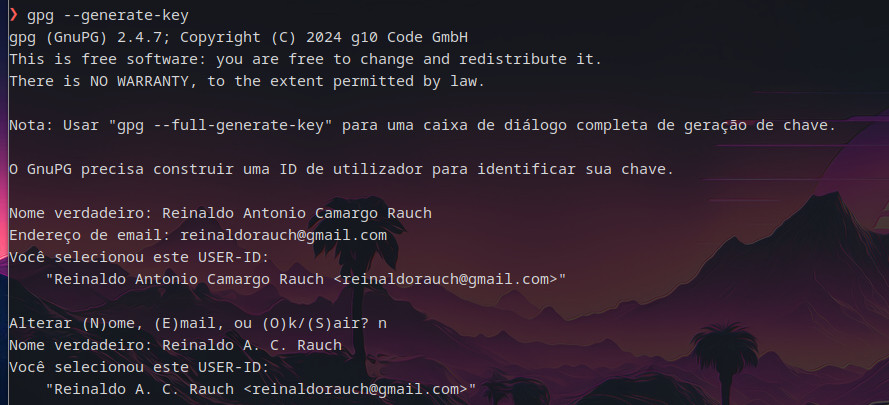 ❯ gpg --generate-key
gpg (GnuPG) 2.4.7; Copyright (C) 2024 g10 Code GmbH
This is free software: you are free to change and redistribute it.
There is NO WARRANTY, to the extent permitted by law.
Nota: Usar "gpg --full-generate-key" para uma caixa de diálogo completa de geração de chave.
O GnuPG precisa construir uma ID de utilizador para identificar sua chave.
Nome verdadeiro: Reinaldo Antonio Camargo Rauch
Endereço de email: reinaldorauch@gmail.com
Você selecionou este USER-ID:
"Reinaldo Antonio Camargo Rauch <reinaldorauch@gmail.com>"
Alterar (N)ome, (E)mail, ou (O)k/(S)air? n
Nome verdadeiro: Reinaldo A. C. Rauch
Você selecionou este USER-ID:
"Reinaldo A. C. Rauch <reinaldorauch@gmail.com>"